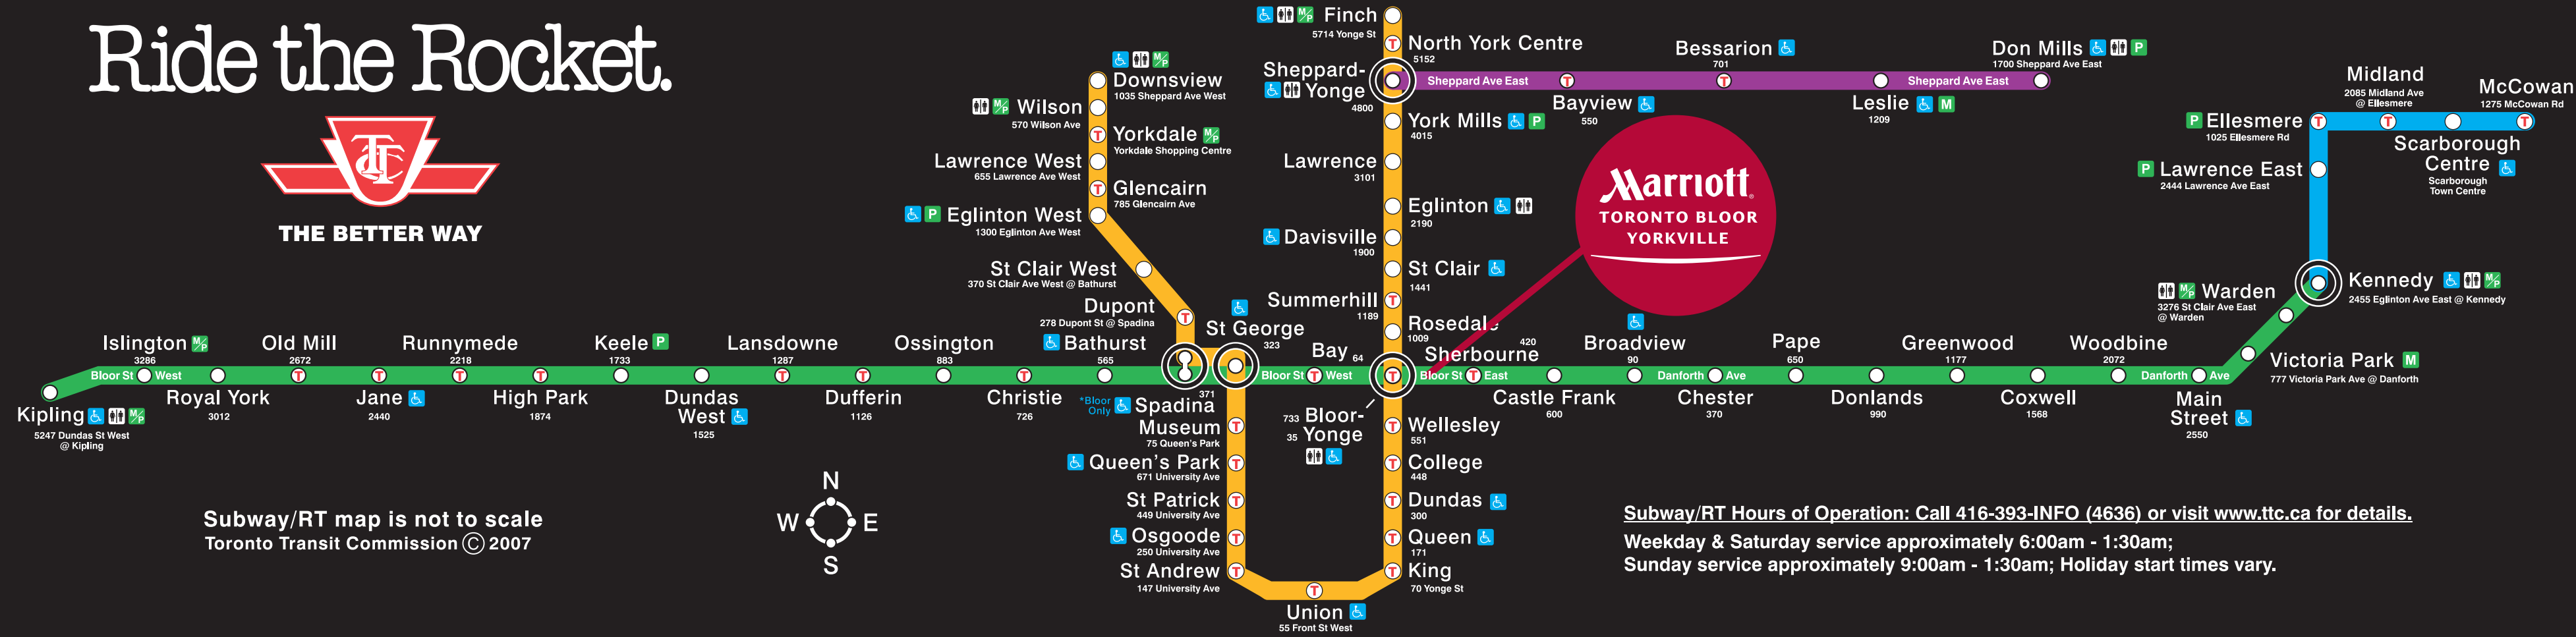 Ride the Rocket.
TTC
THE BETTER WAY
Finch
5714 Yonge St
North York Centre
5152
Sheppard-
Yonge
4800
Sheppard Ave East
Sheppard Ave East
Bayview
550
Bessarion
701
Leslie
1209
Don Mills
1700 Sheppard Ave East
York Mills
4015
Lawrence
3101
Eglinton
2190
Davisville
1900
St Clair
1441
Summerhill
1189
Rosedale
1009
Marriott
TORONTO BLOOR
YORKVILLE
Downsview
1035 Sheppard Ave West
Wilson
570 Wilson Ave
Yorkdale
Yorkdale Shopping Centre
Lawrence West
655 Lawrence Ave West
Glencairn
785 Glencairn Ave
Eglinton West
1300 Eglinton Ave West
St Clair West
370 St Clair Ave West @ Bathurst
Dupont
278 Dupont St @ Spadina
St George
323
McCowan
1275 McCowan Rd
Midland
2085 Midland Ave
@ Ellesmere
Scarborough
Centre
Scarborough
Town Centre
Ellesmere
1025 Ellesmere Rd
Lawrence East
2444 Lawrence Ave East
Kennedy
2455 Eglinton Ave East @ Kennedy
Warden
3276 St Clair Ave East
@ Warden
Victoria Park
777 Victoria Park Ave @ Danforth
Kipling
5247 Dundas St West
@ Kipling
Islington
3286
Bloor St West
Royal York
3012
Old Mill
2672
Jane
2440
Runnymede
2218
High Park
1874
Keele
1733
Dundas
West
1525
Lansdowne
1287
Dufferin
1126
Ossington
883
Christie
726
Bathurst
565
*Bloor
Only
Spadina
371
Bay
64
Bloor St West
733 Bloor-
35 Yonge
Bloor St East
Sherbourne
420
Castle Frank
600
Broadview
90
Danforth Ave
Chester
370
Pape
650
Donlands
990
Greenwood
1177
Coxwell
1568
Woodbine
2072
Danforth Ave
Main
Street
2550
Museum
75 Queen's Park
Queen's Park
671 University Ave
St Patrick
449 University Ave
Osgoode
250 University Ave
St Andrew
147 University Ave
Union
55 Front St West
Wellesley
551
College
448
Dundas
300
Queen
171
King
70 Yonge St
N
W E
S
Subway/RT map is not to scale
Toronto Transit Commission © 2007
Subway/RT Hours of Operation: Call 416-393-INFO (4636) or visit www.ttc.ca for details.
Weekday & Saturday service approximately 6:00am - 1:30am;
Sunday service approximately 9:00am - 1:30am; Holiday start times vary.